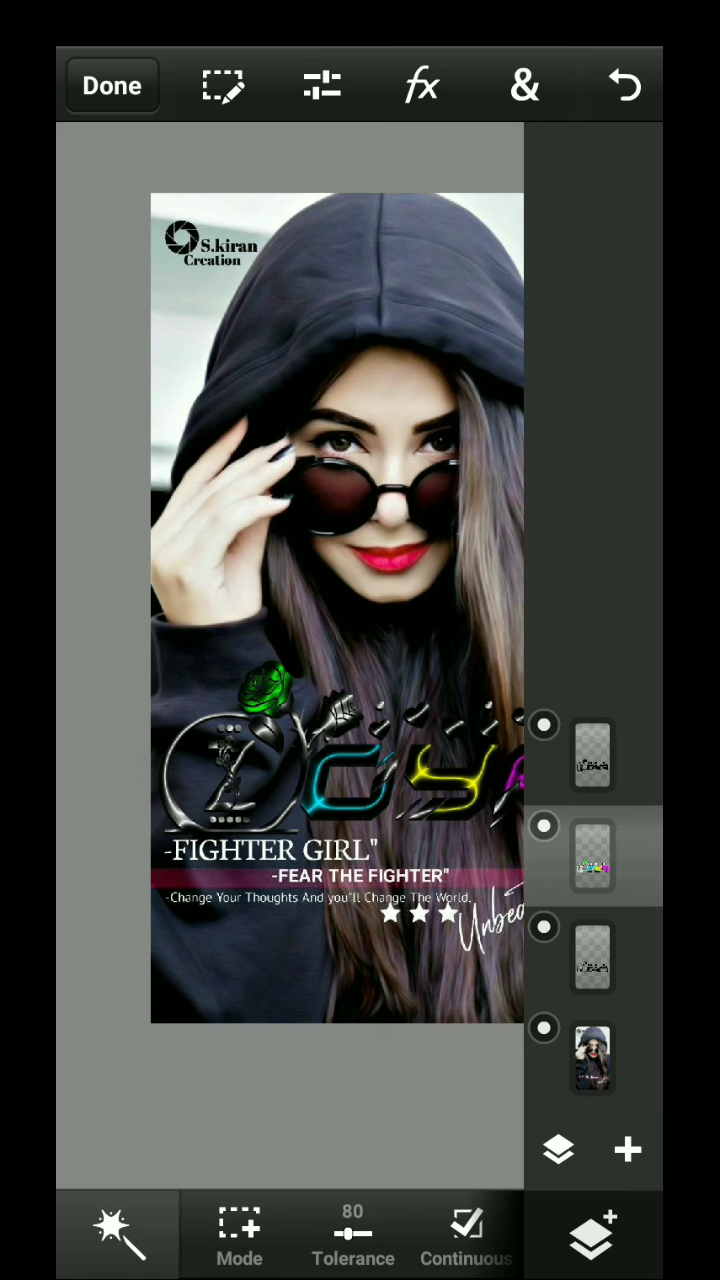 Done
fx
&
S.kiran
Creation
-FIGHTER GIRL"
-FEAR THE FIGHTER"
-Change Your Thoughts And you"ll Change The World.
80
Mode
Tolerance
Continuous